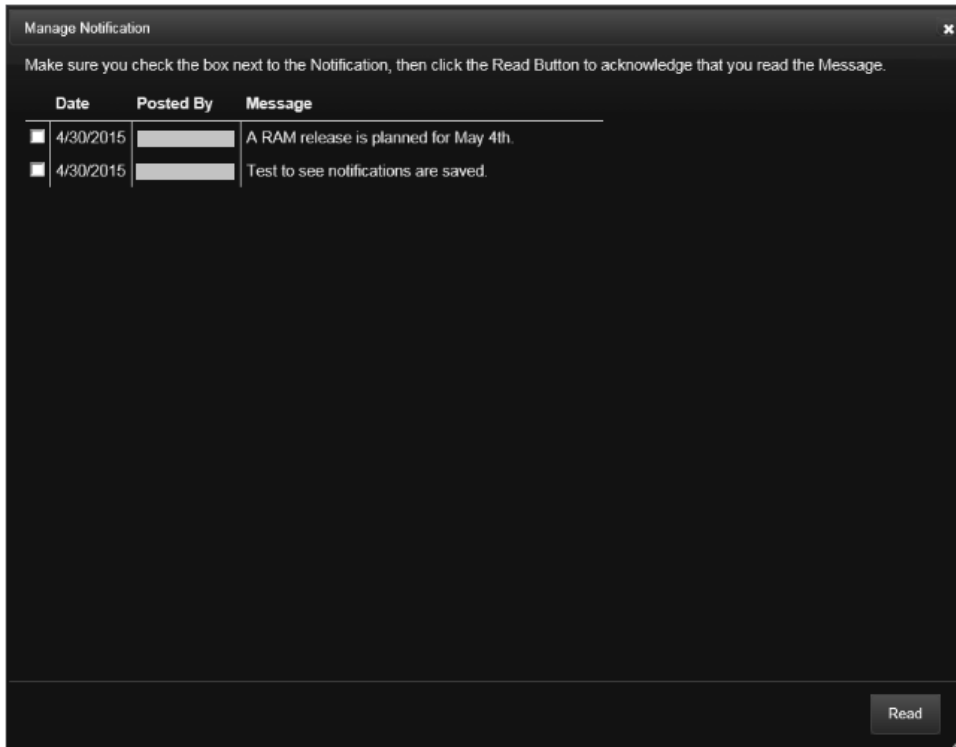 Manage Notification
Make sure you check the box next to the Notification, then click the Read Button to acknowledge that you read the Message.
Date Posted By Message
4/30/2015 A RAM release is planned for May 4th.
4/30/2015 Test to see notifications are saved.
Read